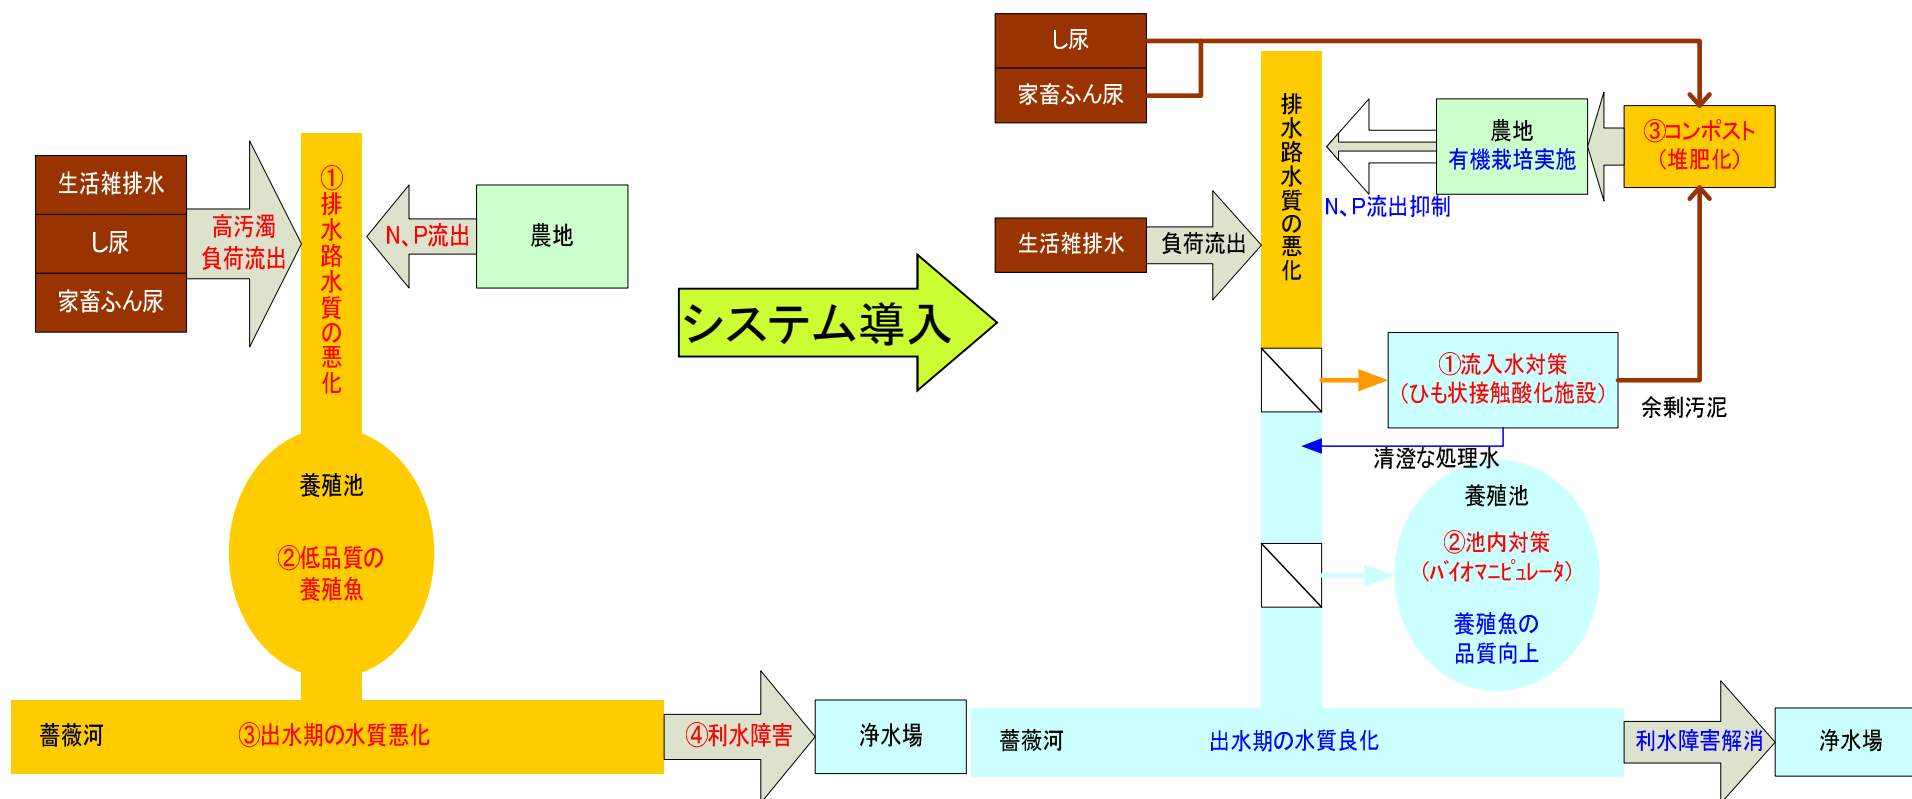 生活雑排水
し尿
家畜ふん尿
高汚濁
負荷流出
①排水路水質の悪化
N、P流出
農地
養殖池
②低品質の
養殖魚
薔薇河
③出水期の水質悪化
④利水障害
浄水場
システム導入
し尿
家畜ふん尿
生活雑排水
負荷流出
排水路水質の悪化
N、P流出抑制
農地
有機栽培実施
③コンポスト
(堆肥化)
①流入水対策
(ひも状接触酸化施設)
余剰汚泥
清澄な処理水
養殖池
②池内対策
(ﾊﾞｲｵﾏﾆﾋﾟｭﾚｰﾀ)
養殖魚の
品質向上
薔薇河
出水期の水質良化
利水障害解消
浄水場